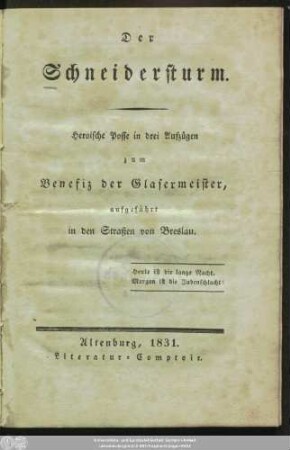 Der
Schneidersturm.
Heroische Posse in drei Aufzügen
zum
Benefiz der Glasermeister,
aufgeführt
in den Straßen von Breslau.
Heute ist die lange Nacht.
Morgen ist die Judenschlacht!
Altenburg, 1831.
Literatur-Comptoir.